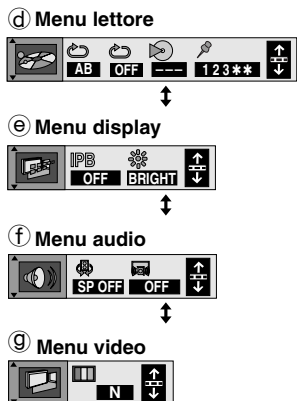 ⓓ Menu lettore
AB OFF --- 123**
ⓔ Menu display
IPB
OFF BRIGHT
ⓕ Menu audio
SP OFF OFF
ⓖ Menu video
N